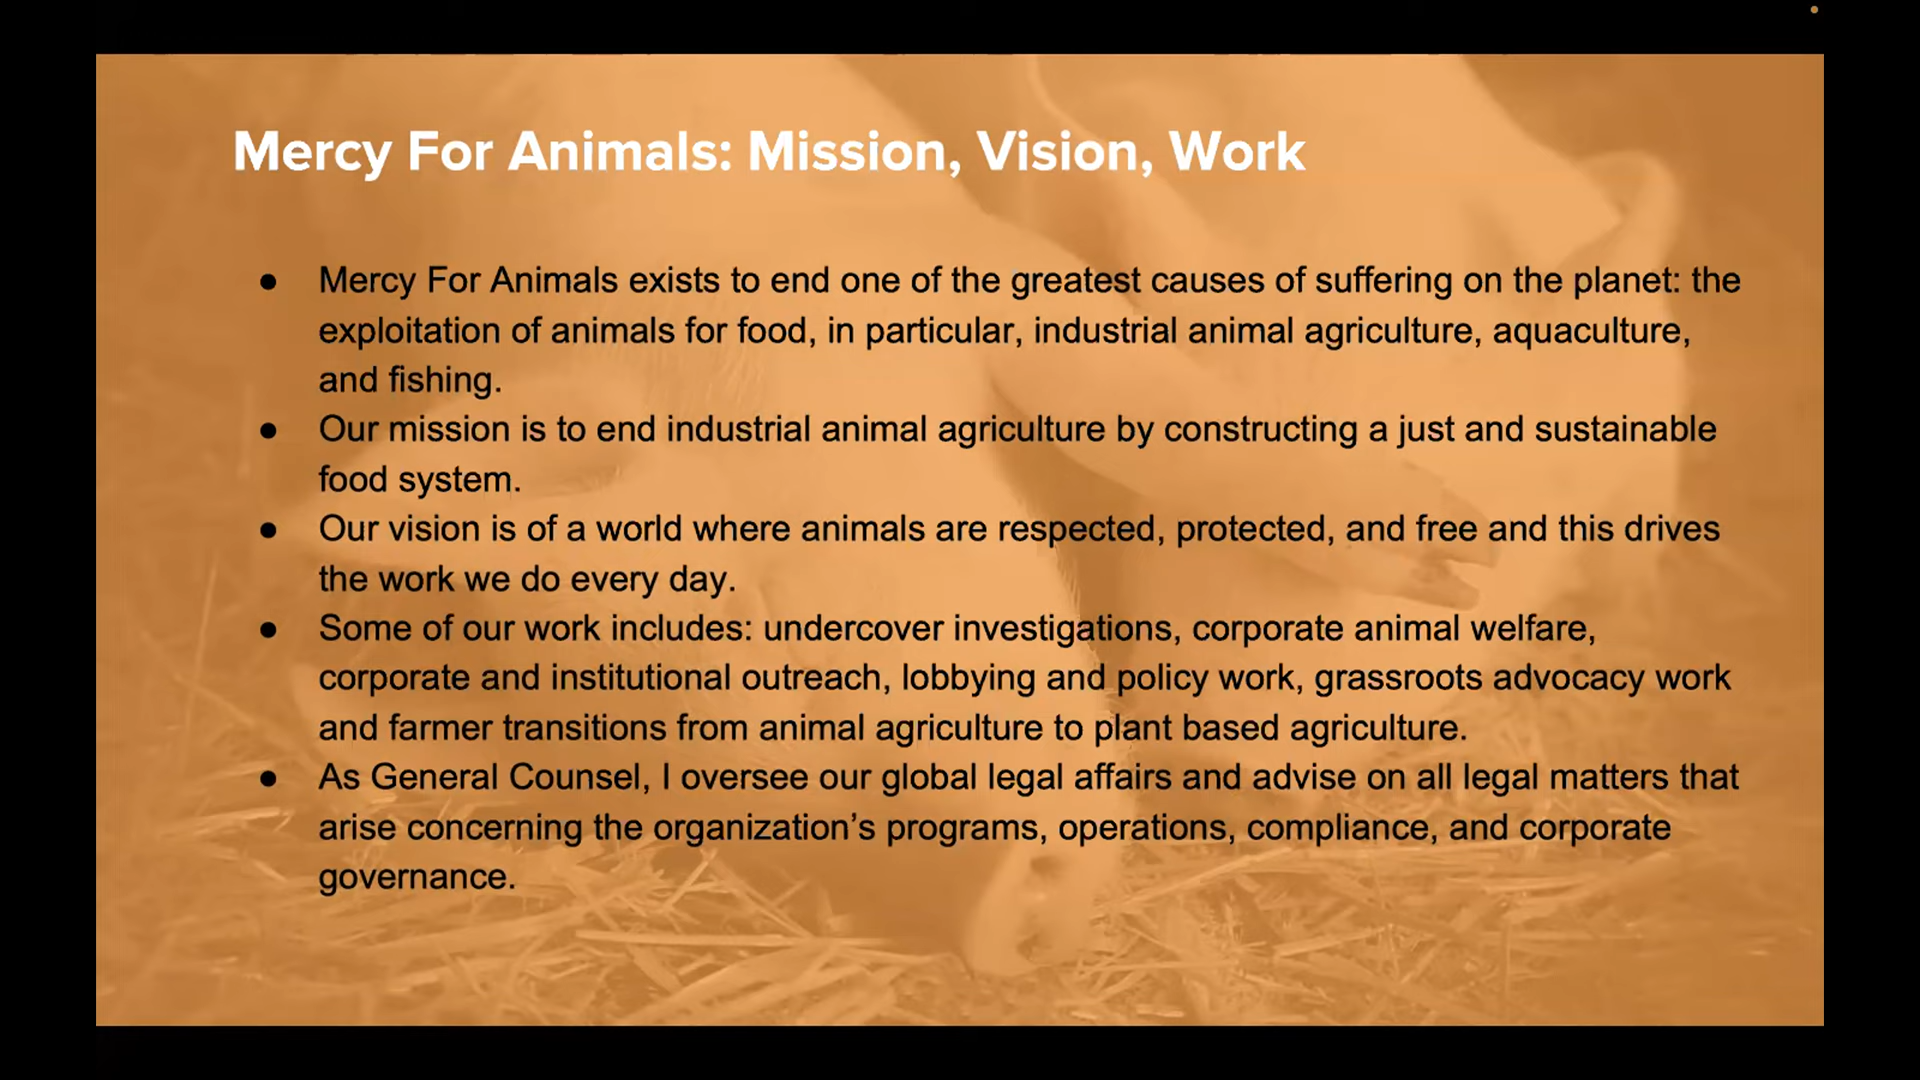 Mercy For Animals: Mission, Vision, Work
● Mercy For Animals exists to end one of the greatest causes of suffering on the planet: the
exploitation of animals for food, in particular, industrial animal agriculture, aquaculture,
and fishing.
● Our mission is to end industrial animal agriculture by constructing a just and sustainable
food system.
● Our vision is of a world where animals are respected, protected, and free and this drives
the work we do every day.
● Some of our work includes: undercover investigations, corporate animal welfare,
corporate and institutional outreach, lobbying and policy work, grassroots advocacy work
and farmer transitions from animal agriculture to plant based agriculture.
● As General Counsel, I oversee our global legal affairs and advise on all legal matters that
arise concerning the organization’s programs, operations, compliance, and corporate
governance.